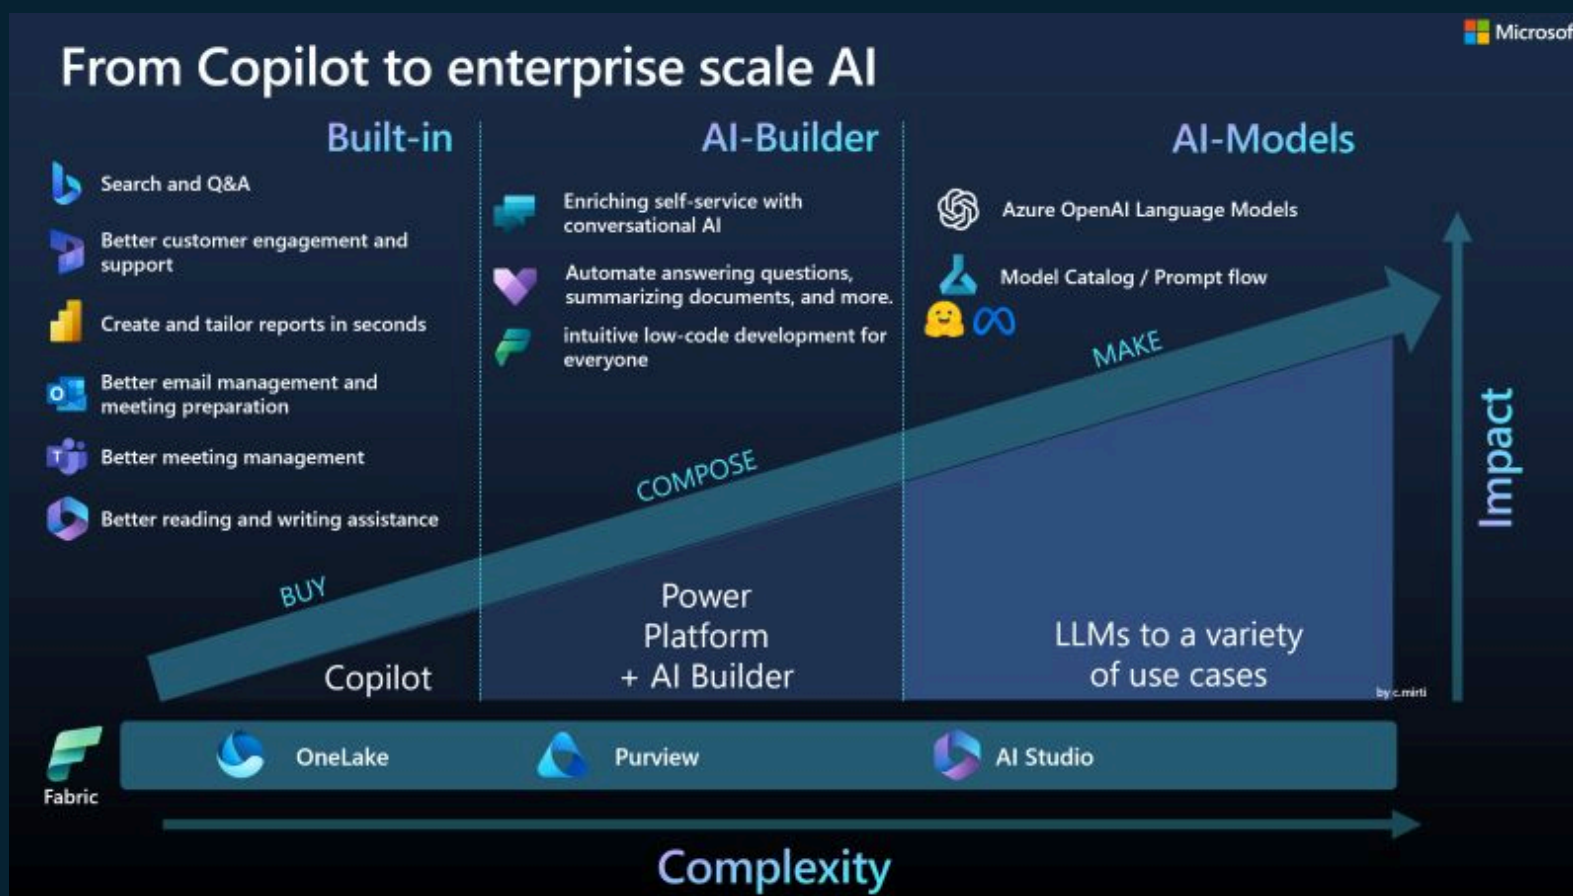 Microsof
From Copilot to enterprise scale AI
Built-in
Search and Q&A
Better customer engagement and
support
Create and tailor reports in seconds
Better email management and
meeting preparation
Better meeting management
Better reading and writing assistance
AI-Builder
Enriching self-service with
conversational AI
Automate answering questions,
summarizing documents, and more.
intuitive low-code development for
everyone
AI-Models
Azure OpenAI Language Models
Model Catalog / Prompt flow
BUY
COMPOSE
MAKE
Impact
Copilot
Power
Platform
+ AI Builder
LLMs to a variety
of use cases
by c.mirti
Fabric
OneLake
Purview
AI Studio
Complexity